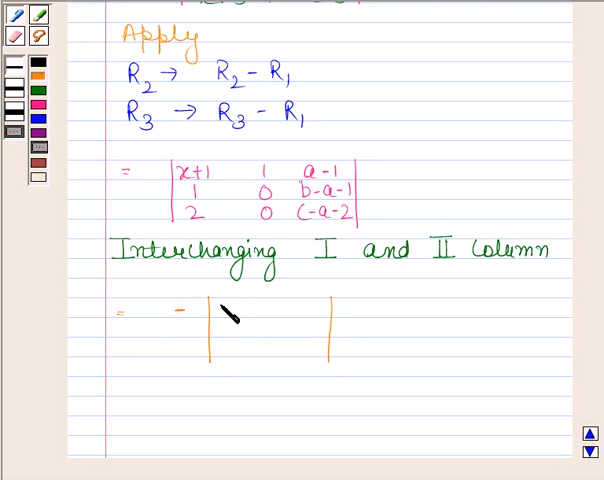 Apply
R₂ → R₂ - R₁
R₃ → R₃ - R₁
= | x+1 1 a-1 |
| 1 0 b-a-1 |
| 2 0 c-a-2 |
Interchanging I and II Column
= - | |